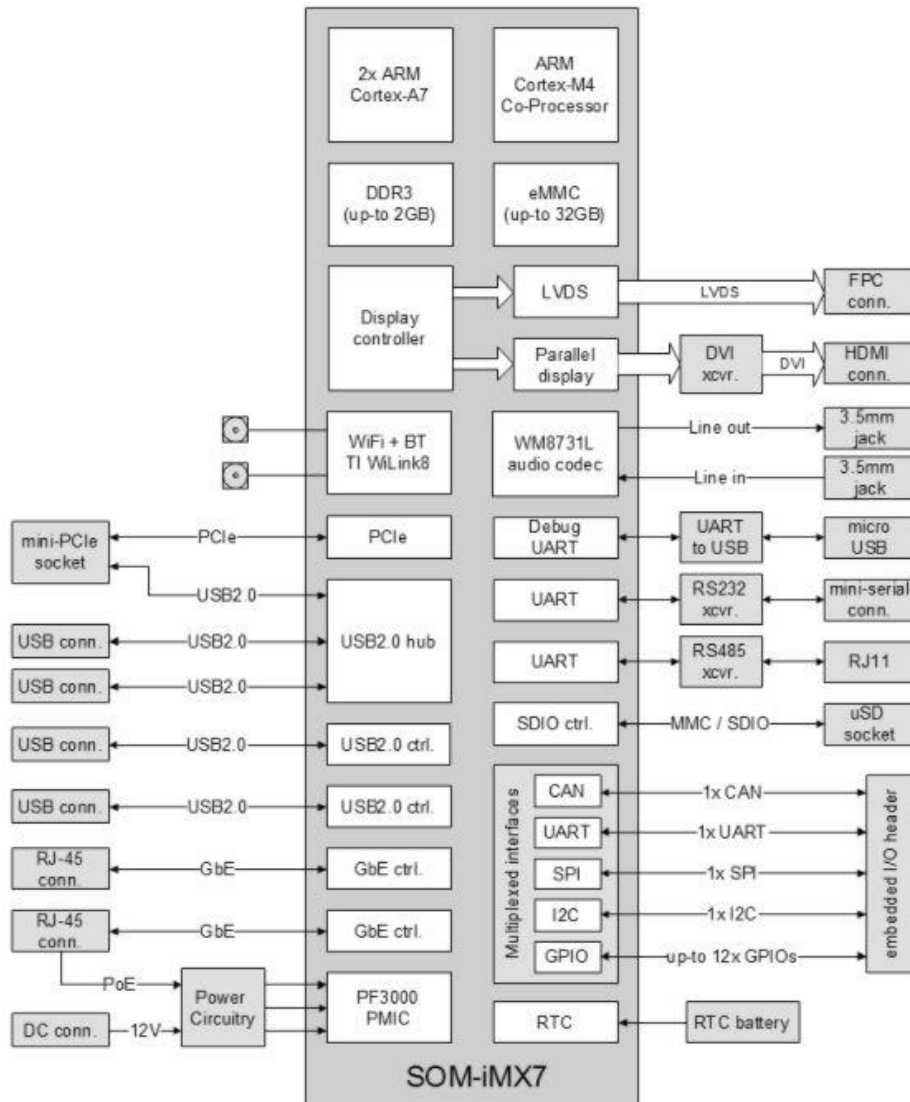 2x ARM
Cortex-A7
ARM
Cortex-M4
Co-Processor
DDR3
(up-to 2GB)
eMMC
(up-to 32GB)
Display
controller
LVDS
LVDS
FPC
conn.
Parallel
display
DVI
xcvr.
DVI
HDMI
conn.
WiFi + BT
TI WiLink8
WM8731L
audio codec
Line out
3.5mm
jack
Line in
3.5mm
jack
mini-PCIe
socket
PCIe
PCIe
USB2.0
Debug
UART
UART
to USB
micro
USB
USB conn.
USB2.0
USB2.0 hub
USB conn.
USB2.0
UART
RS232
xcvr.
mini-serial
conn.
UART
RS485
xcvr.
RJ11
USB conn.
USB2.0
USB2.0 ctrl.
SDIO ctrl.
MMC / SDIO
uSD
socket
USB conn.
USB2.0
USB2.0 ctrl.
RJ-45
conn.
GbE
GbE ctrl.
RJ-45
conn.
GbE
GbE ctrl.
Multiplexed interfaces
CAN
1x CAN
UART
1x UART
SPI
1x SPI
I2C
1x I2C
GPIO
up-to 12x GPIOs
embedded I/O header
PoE
Power
Circuitry
PF3000
PMIC
DC conn.
12V
RTC
RTC battery
SOM-iMX7